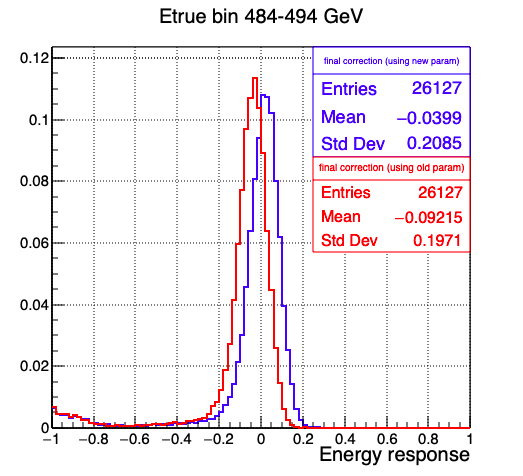 Etrue bin 484-494 GeV
final correction (using new param)
Entries 26127
Mean −0.0399
Std Dev 0.2085
final correction (using old param)
Entries 26127
Mean −0.09215
Std Dev 0.1971
0.12
0.1
0.08
0.06
0.04
0.02
0
−1 −0.8 −0.6 −0.4 −0.2 0 0.2 0.4 0.6 0.8 1
Energy response